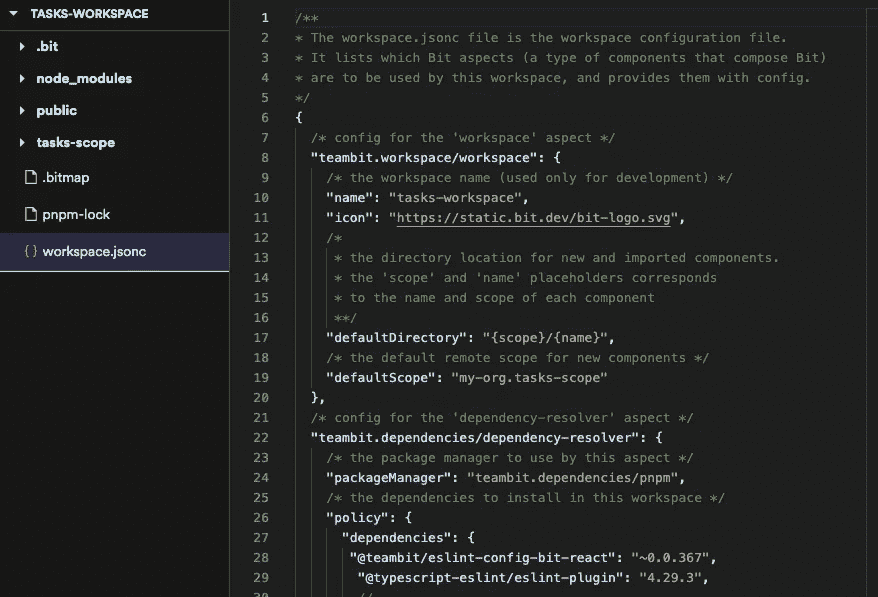 TASKS-WORKSPACE
.bit
node_modules
public
tasks-scope
.bitmap
pnpm-lock
{} workspace.jsonc
1 /**
2 * The workspace.jsonc file is the workspace configuration file.
3 * It lists which Bit aspects (a type of components that compose Bit)
4 * are to be used by this workspace, and provides them with config.
5 */
6 {
7 /* config for the 'workspace' aspect */
8 "teambit.workspace/workspace": {
9 /* the workspace name (used only for development) */
10 "name": "tasks-workspace",
11 "icon": "https://static.bit.dev/bit-logo.svg",
12 /*
13 * the directory location for new and imported components.
14 * the 'scope' and 'name' placeholders corresponds
15 * to the name and scope of each component
16 **/
17 "defaultDirectory": "{scope}/{name}",
18 /* the default remote scope for new components */
19 "defaultScope": "my-org.tasks-scope"
20 },
21 /* config for the 'dependency-resolver' aspect */
22 "teambit.dependencies/dependency-resolver": {
23 /* the package manager to use by this aspect */
24 "packageManager": "teambit.dependencies/pnpm",
25 /* the dependencies to install in this workspace */
26 "policy": {
27 "dependencies": {
28 "@teambit/eslint-config-bit-react": "~0.0.367",
29 "@typescript-eslint/eslint-plugin": "4.29.3",